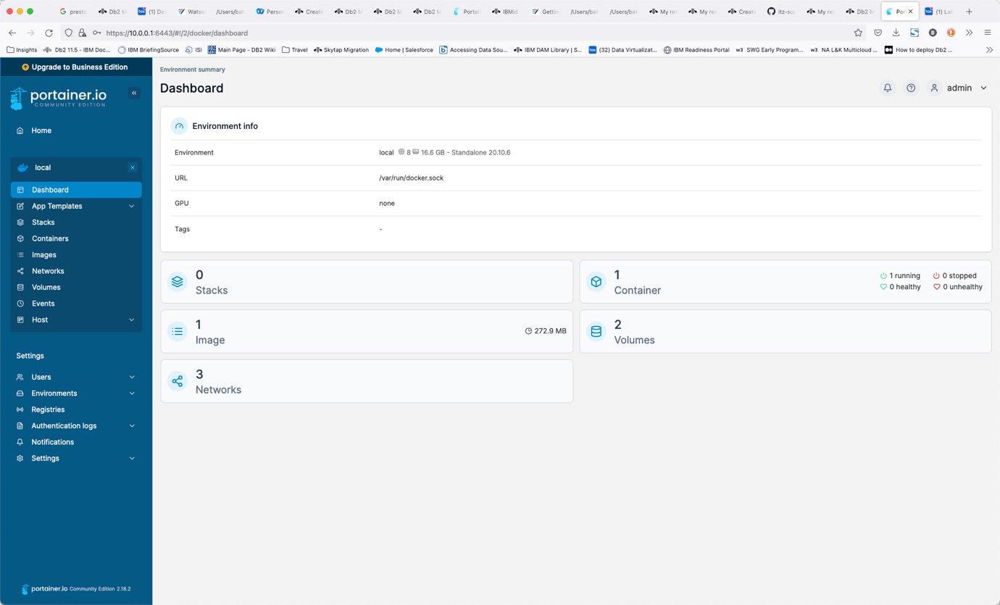 presto
Db2 M
(1) De
Watso
/Users/bak
Person
Create
Db2 M
Db2 M
Db2 M
Portai
IBMid
Gettin
/Users/bak
/Users/bak
My res
My res
Create
itz-sup
My res
Db2 M
Por
(1) Lab
https://10.0.0.1:6443/#!/2/docker/dashboard
Insights
Db2 11.5 - IBM Doc...
IBM BriefingSource
ISI
Main Page - DB2 Wiki
Travel
Skytap Migration
Home | Salesforce
Accessing Data Sou...
IBM DAM Library | S...
(32) Data Virtualizat...
IBM Readiness Portal
w3 SWG Early Program...
w3 NA L&K Multicloud ...
How to deploy Db2 ...
Upgrade to Business Edition
portainer.io
COMMUNITY EDITION
Home
local
Dashboard
App Templates
Stacks
Containers
Images
Networks
Volumes
Events
Host
Settings
Users
Environments
Registries
Authentication logs
Notifications
Settings
portainer.io Community Edition 2.18.2
Environment summary
Dashboard
admin
Environment info
Environment local 8 16.6 GB - Standalone 20.10.6
URL /var/run/docker.sock
GPU none
Tags -
0
Stacks
1
Container
1 running 0 stopped
0 healthy 0 unhealthy
1
Image
272.9 MB
2
Volumes
3
Networks